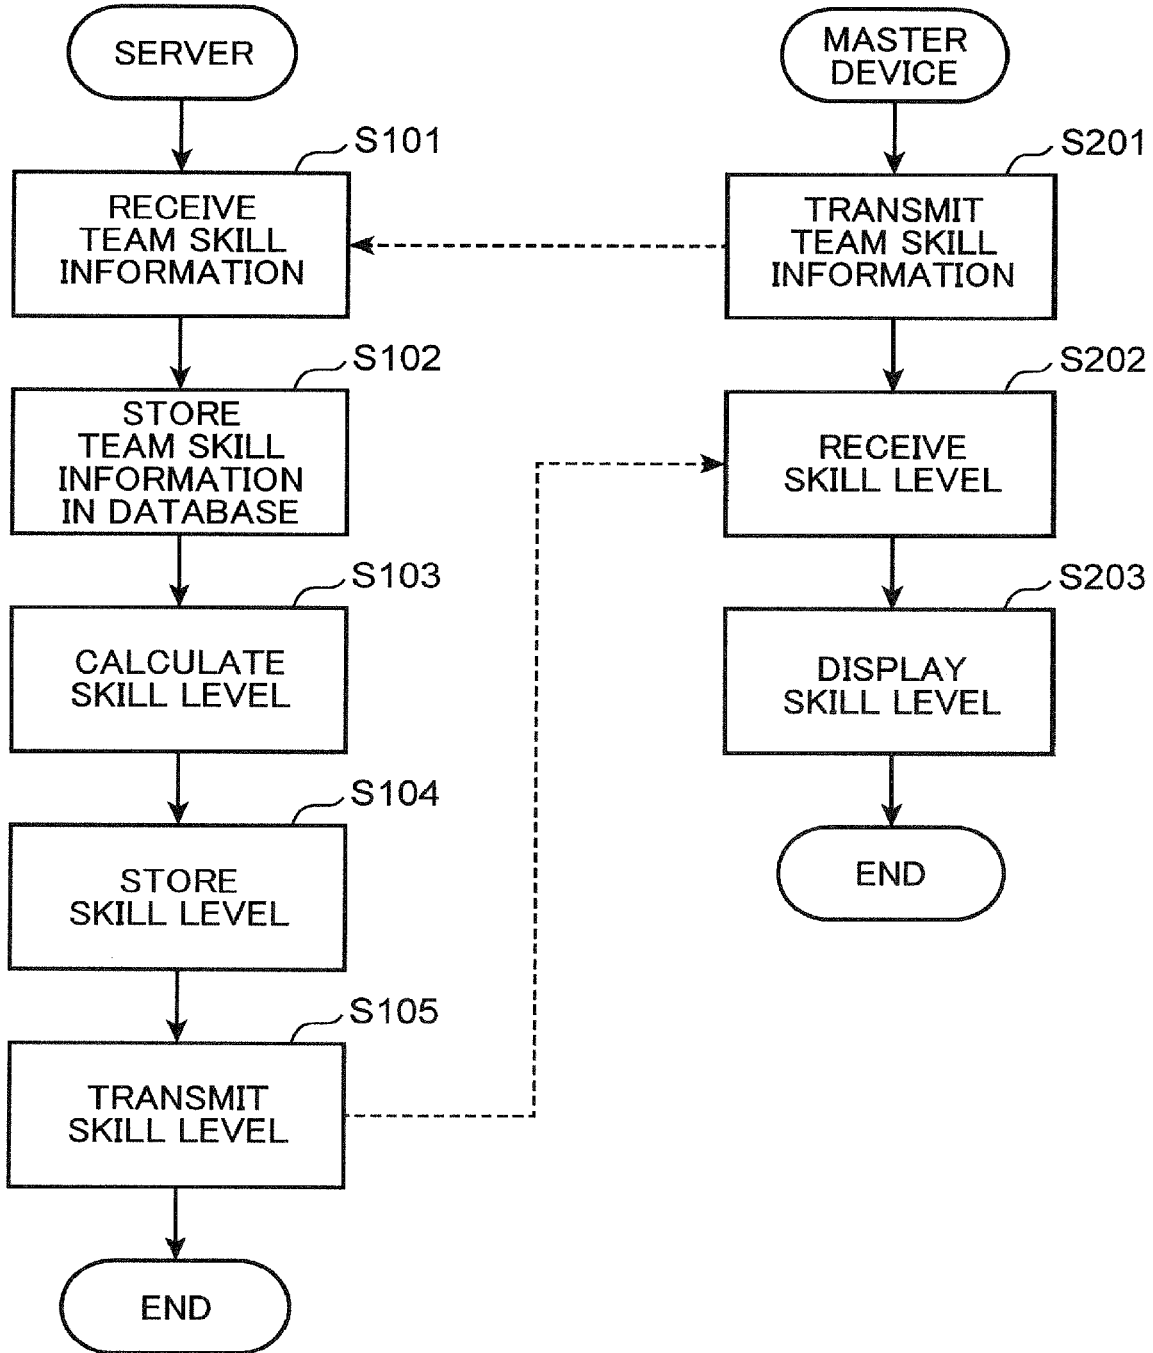 SERVER
S101
RECEIVE
TEAM SKILL
INFORMATION
S102
STORE
TEAM SKILL
INFORMATION
IN DATABASE
S103
CALCULATE
SKILL LEVEL
S104
STORE
SKILL LEVEL
S105
TRANSMIT
SKILL LEVEL
END
MASTER
DEVICE
S201
TRANSMIT
TEAM SKILL
INFORMATION
S202
RECEIVE
SKILL LEVEL
S203
DISPLAY
SKILL LEVEL
END